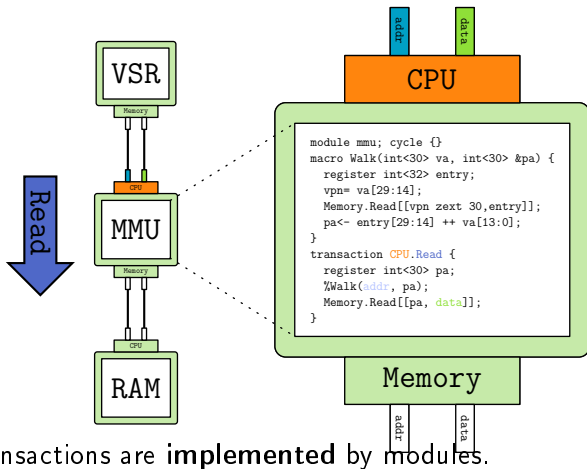 VSR
Memory
Read
CPU
MMU
Memory
CPU
RAM
addr
data
CPU
module mmu; cycle {}
macro Walk(int<30> va, int<30> &pa) {
register int<32> entry;
vpn= va[29:14];
Memory.Read[[vpn zext 30,entry]];
pa<- entry[29:14] ++ va[13:0];
}
transaction CPU.Read {
register int<30> pa;
%Walk(addr, pa);
Memory.Read[[pa, data]];
}
Memory
addr
data
nsactions are implemented by modules.